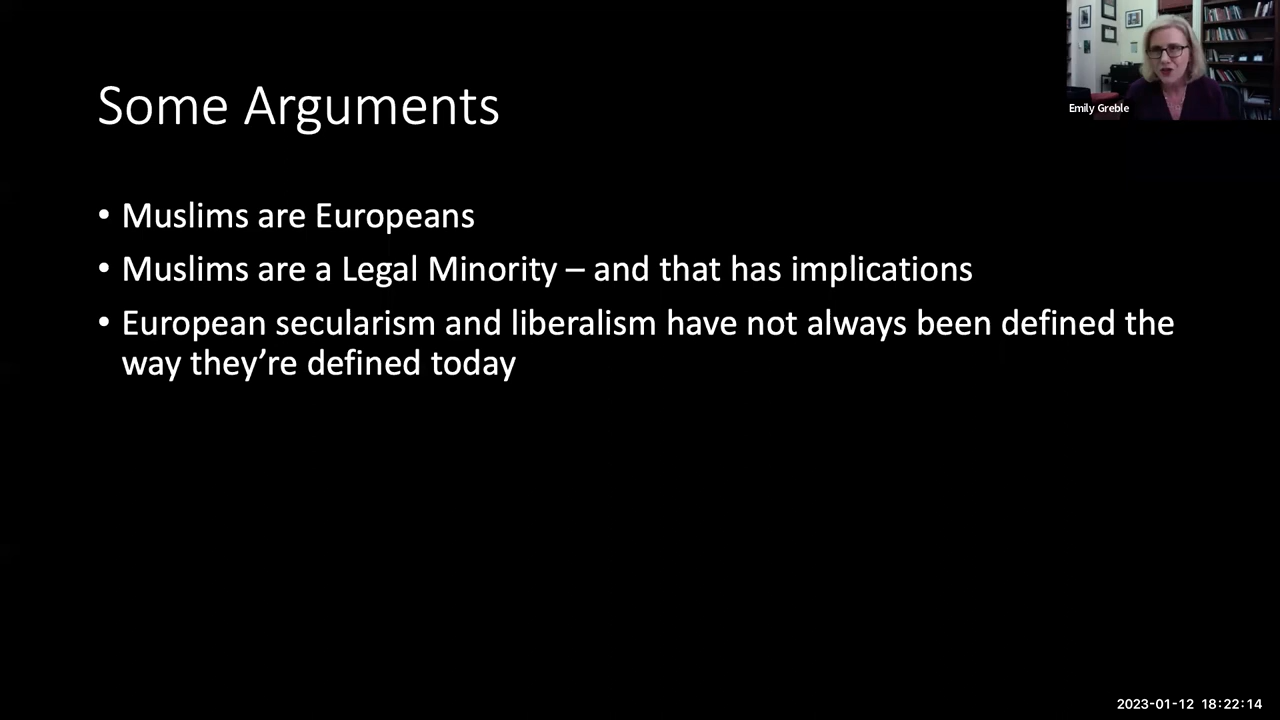 Emily Greble
Some Arguments
• Muslims are Europeans
• Muslims are a Legal Minority – and that has implications
• European secularism and liberalism have not always been defined the
way they’re defined today
2023-01-12 18:22:14